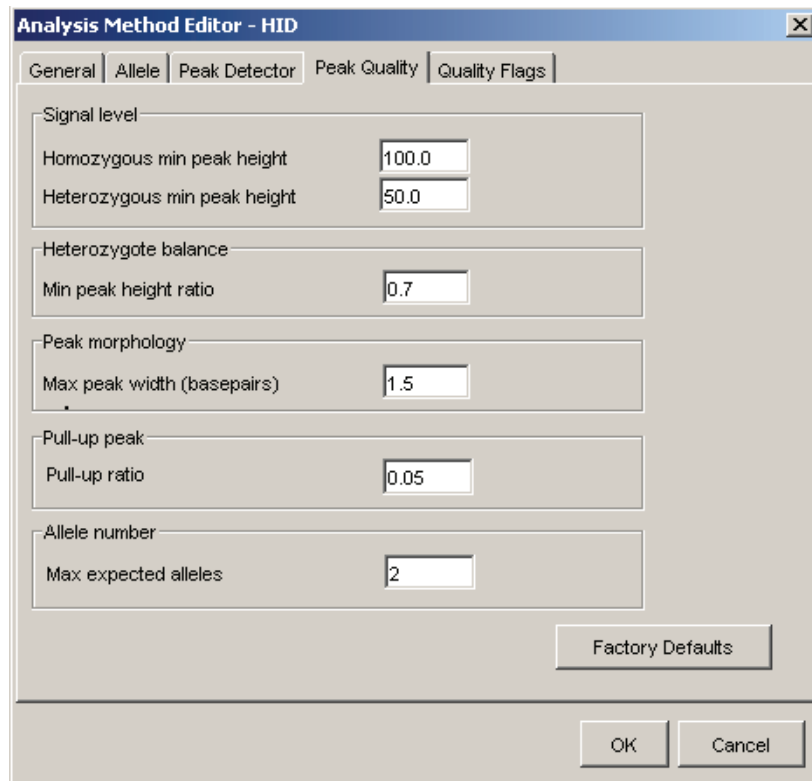 Analysis Method Editor - HID
General Allele Peak Detector Peak Quality Quality Flags
Signal level
Homozygous min peak height 100.0
Heterozygous min peak height 50.0
Heterozygote balance
Min peak height ratio 0.7
Peak morphology
Max peak width (basepairs) 1.5
Pull-up peak
Pull-up ratio 0.05
Allele number
Max expected alleles 2
Factory Defaults
OK Cancel